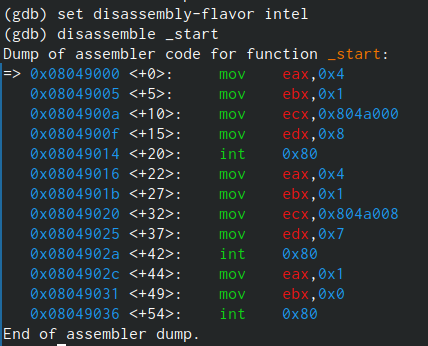 (gdb) set disassembly-flavor intel
(gdb) disassemble _start
Dump of assembler code for function _start:
=> 0x08049000 <+0>:     mov    eax,0x4
   0x08049005 <+5>:     mov    ebx,0x1
   0x0804900a <+10>:    mov    ecx,0x804a000
   0x0804900f <+15>:    mov    edx,0x8
   0x08049014 <+20>:    int    0x80
   0x08049016 <+22>:    mov    eax,0x4
   0x0804901b <+27>:    mov    ebx,0x1
   0x08049020 <+32>:    mov    ecx,0x804a008
   0x08049025 <+37>:    mov    edx,0x7
   0x0804902a <+42>:    int    0x80
   0x0804902c <+44>:    mov    eax,0x1
   0x08049031 <+49>:    mov    ebx,0x0
   0x08049036 <+54>:    int    0x80
End of assembler dump.